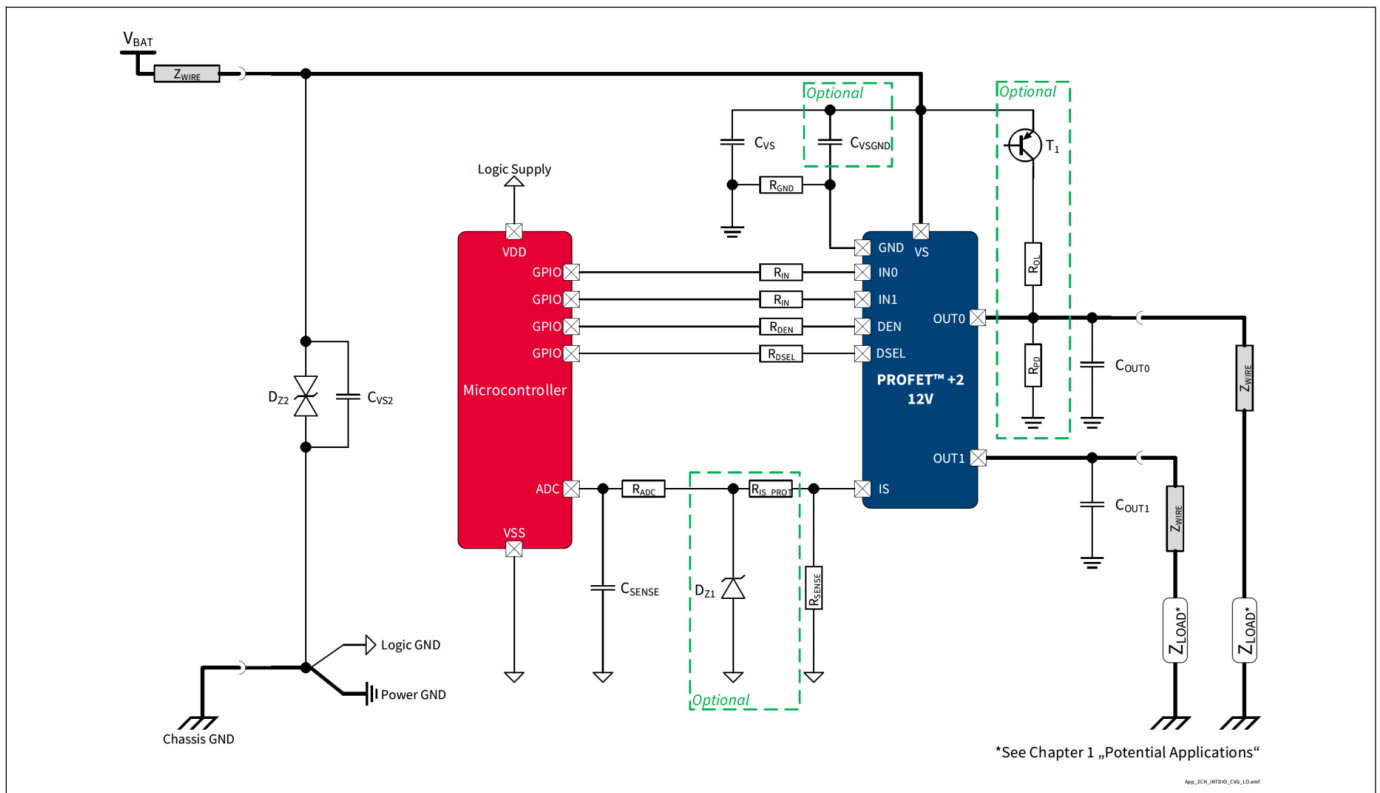 V_BAT
Z_WIRE
Optional
Optional
C_VS
C_VSGND
T_1
Logic Supply
R_GND
VDD
GND
VS
GPIO
R_IN
IN0
R_OL
GPIO
R_IN
IN1
GPIO
R_DEN
DEN
OUT0
GPIO
R_DSEL
DSEL
R_PD
C_OUT0
Z_WIRE
Microcontroller
PROFET™ +2
12V
D_Z2
C_VS2
OUT1
ADC
R_ADC
R_IS_PROT
IS
C_OUT1
Z_WIRE
VSS
C_SENSE
D_Z1
R_SENSE
Z_LOAD*
Z_LOAD*
Logic GND
Power GND
Optional
Chassis GND
*See Chapter 1 „Potential Applications“
App_2CH_INTDIO_CVG_LO.emf